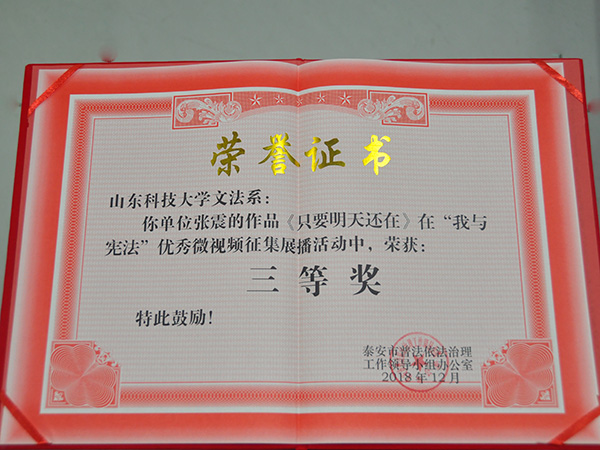 荣誉证书
山东科技大学文法系：
你单位张震的作品《只要明天还在》在“我与
宪法”优秀微视频征集展播活动中，荣获：
三等奖
特此鼓励！
泰安市普法依法治理
工作领导小组办公室
2018年12月